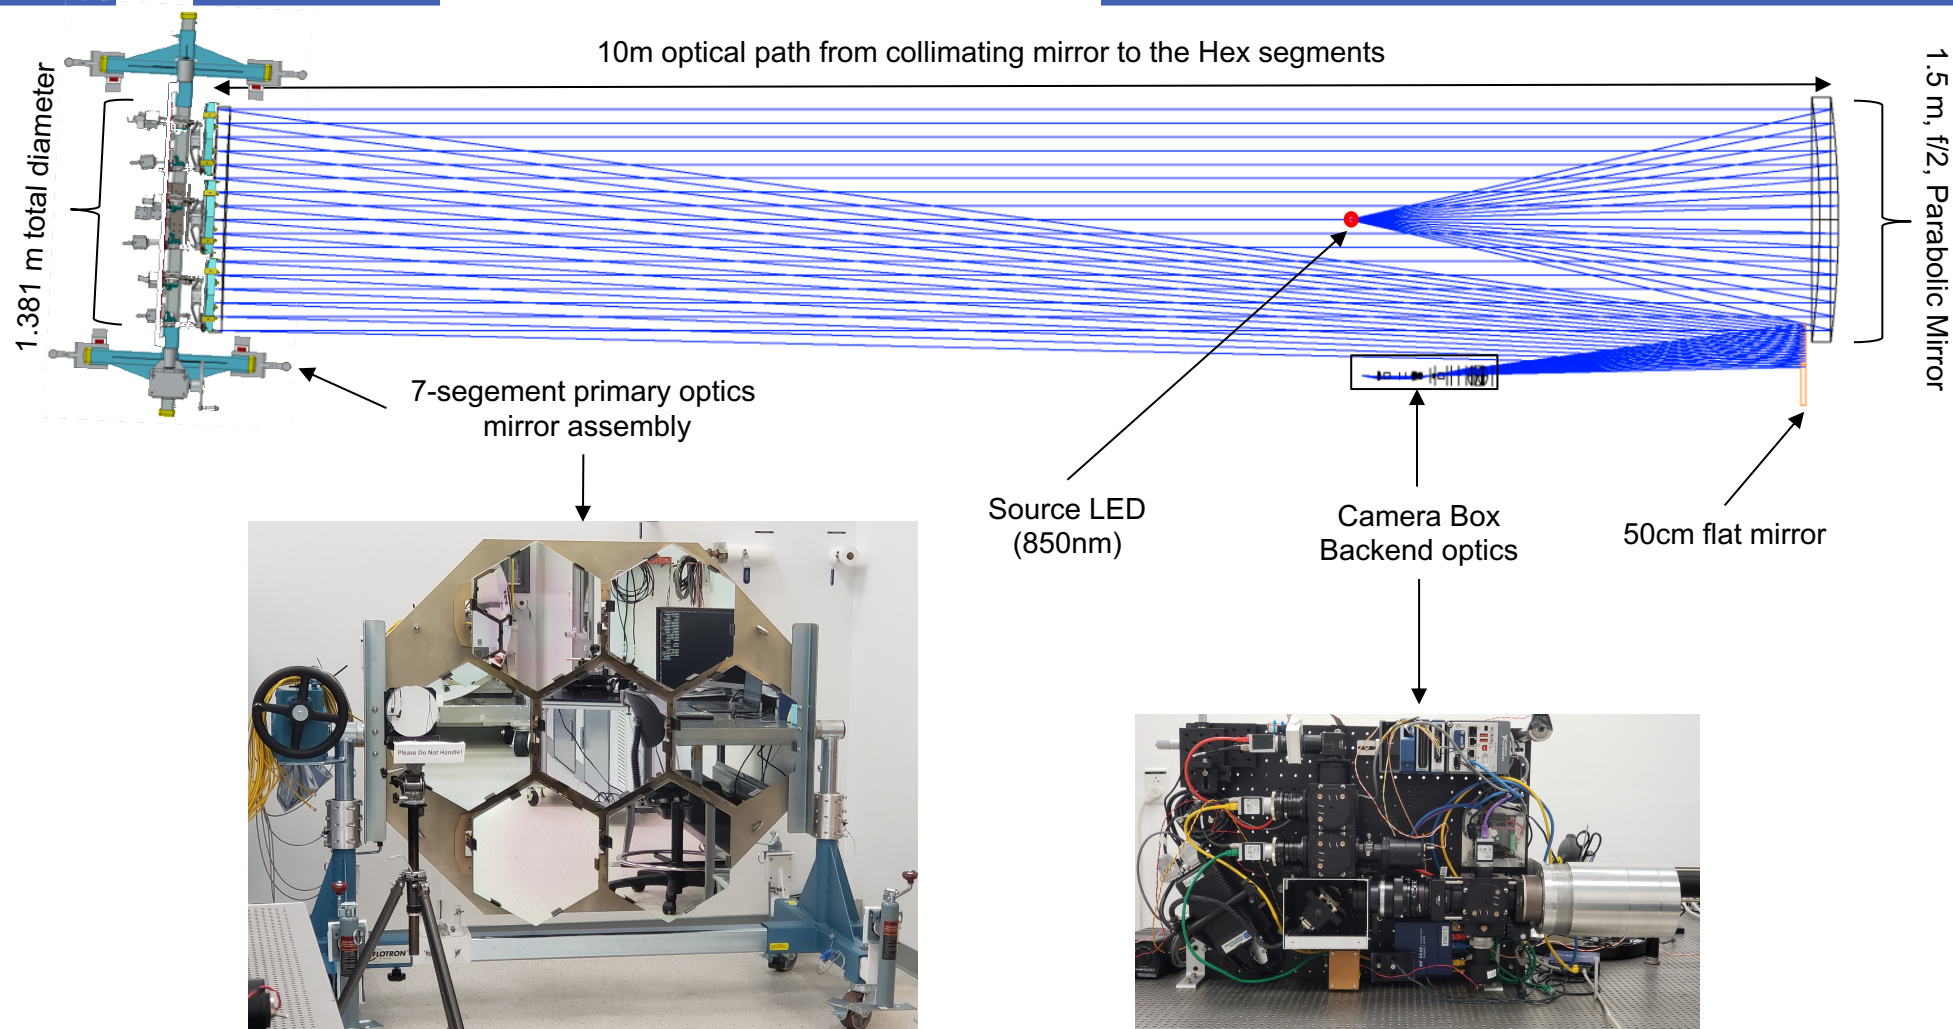 10m optical path from collimating mirror to the Hex segments
1.381 m total diameter
1.5 m, f/2, Parabolic Mirror
7-segement primary optics
mirror assembly
Source LED
(850nm)
Camera Box
Backend optics
50cm flat mirror
Please Do Not Handle!
FLOTRON